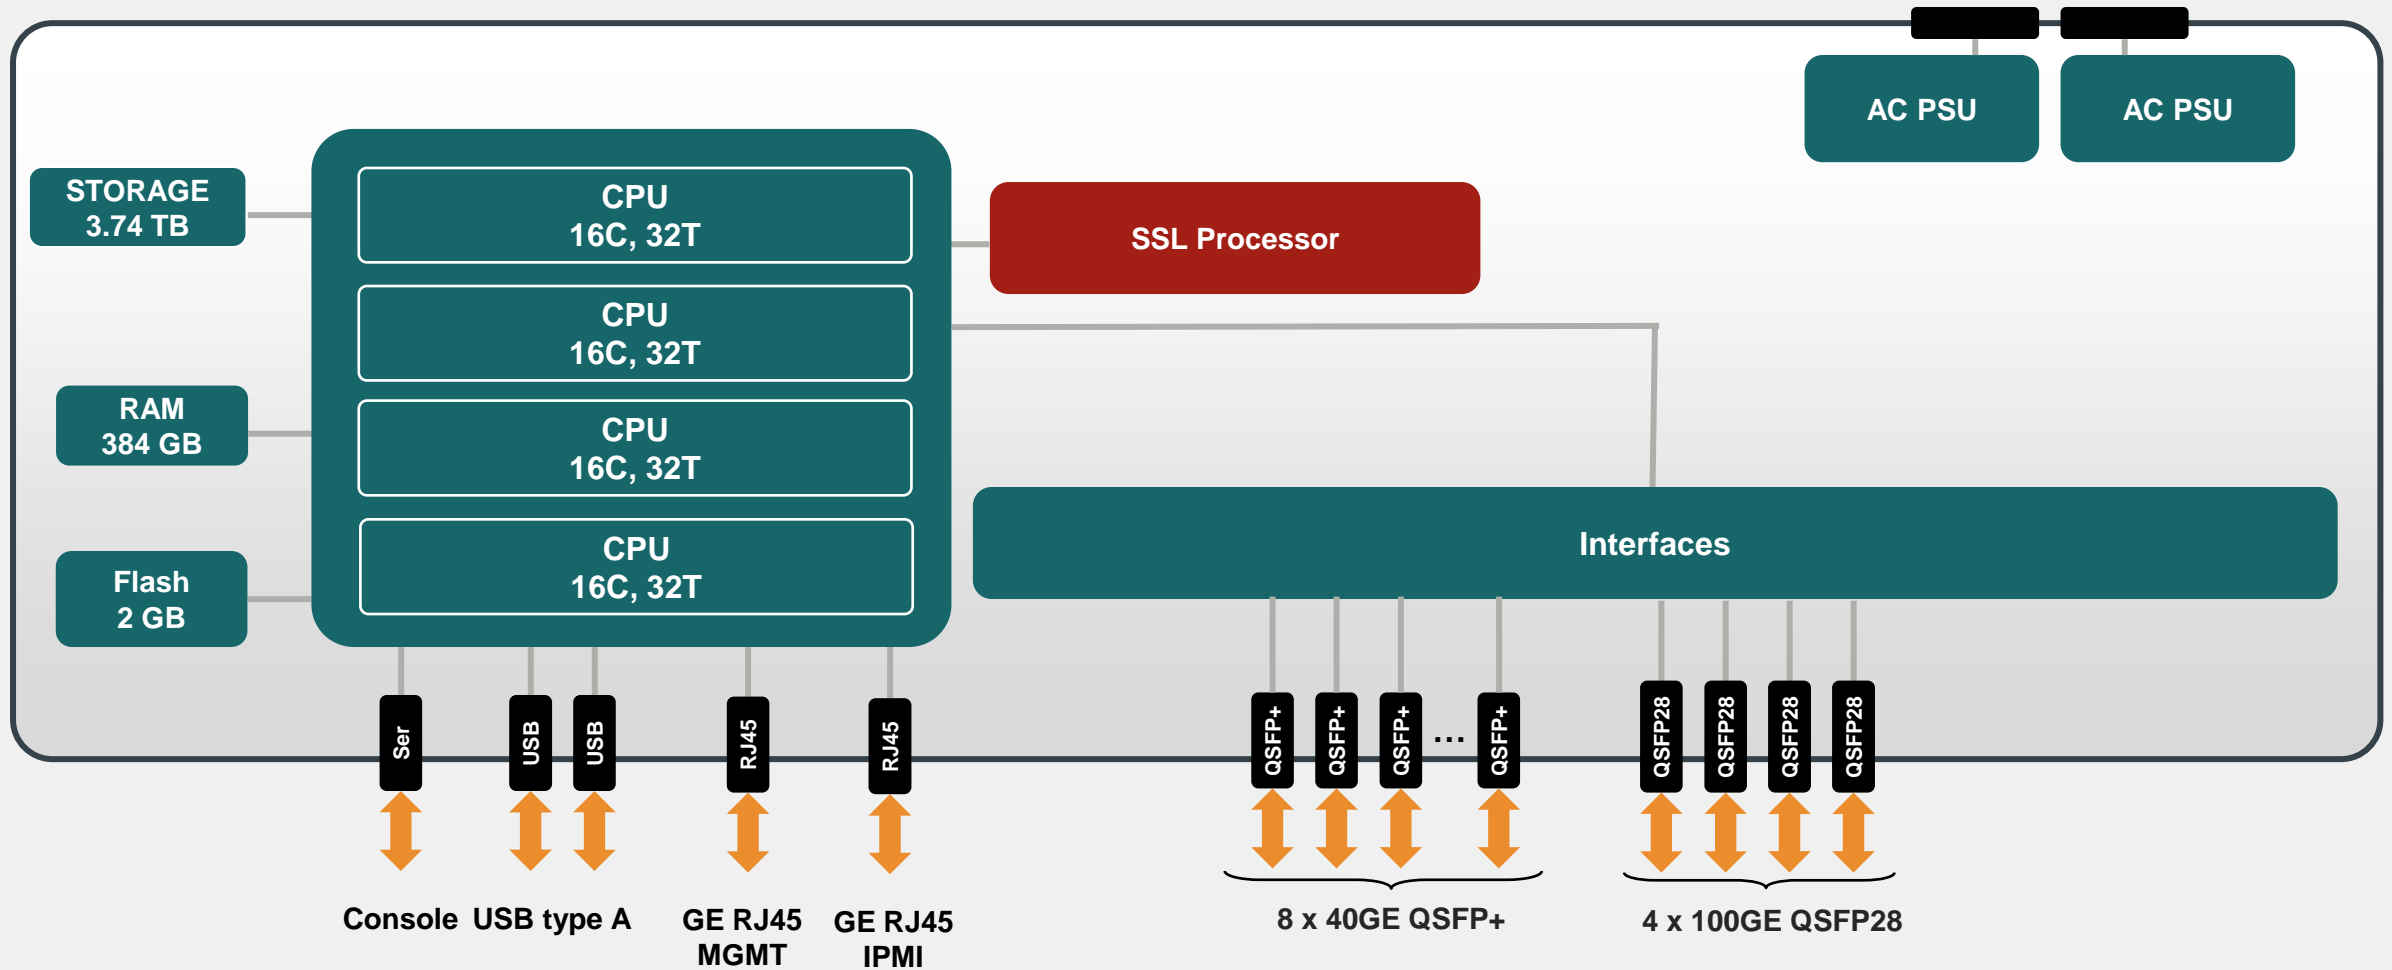 AC PSU
AC PSU
STORAGE
3.74 TB
CPU
16C, 32T
SSL Processor
CPU
16C, 32T
RAM
384 GB
CPU
16C, 32T
Flash
2 GB
CPU
16C, 32T
Interfaces
Ser
USB
USB
RJ45
RJ45
QSFP+
QSFP+
QSFP+
...
QSFP+
QSFP28
QSFP28
QSFP28
QSFP28
Console
USB type A
GE RJ45
MGMT
GE RJ45
IPMI
8 x 40GE QSFP+
4 x 100GE QSFP28